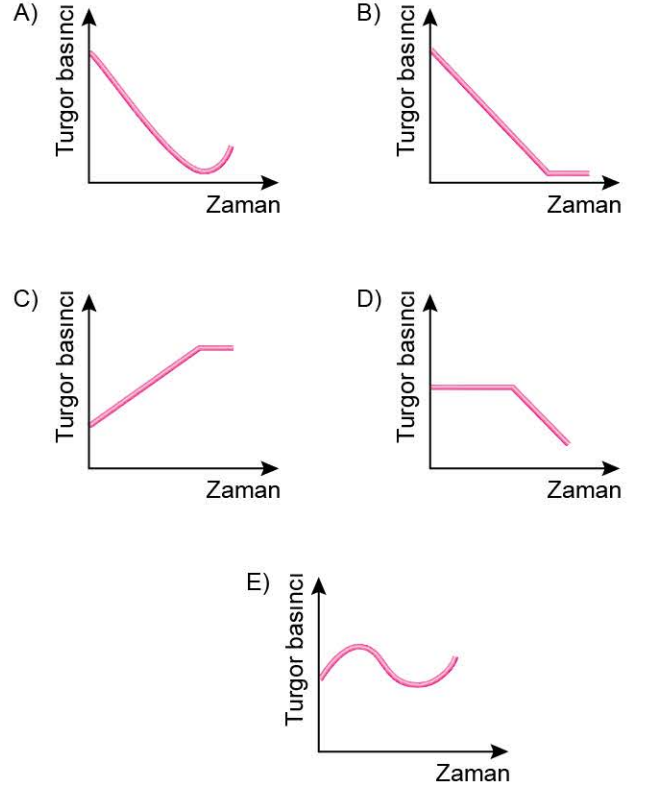 A)
Turgor basıncı
Zaman
B)
Turgor basıncı
Zaman
C)
Turgor basıncı
Zaman
D)
Turgor basıncı
Zaman
E)
Turgor basıncı
Zaman